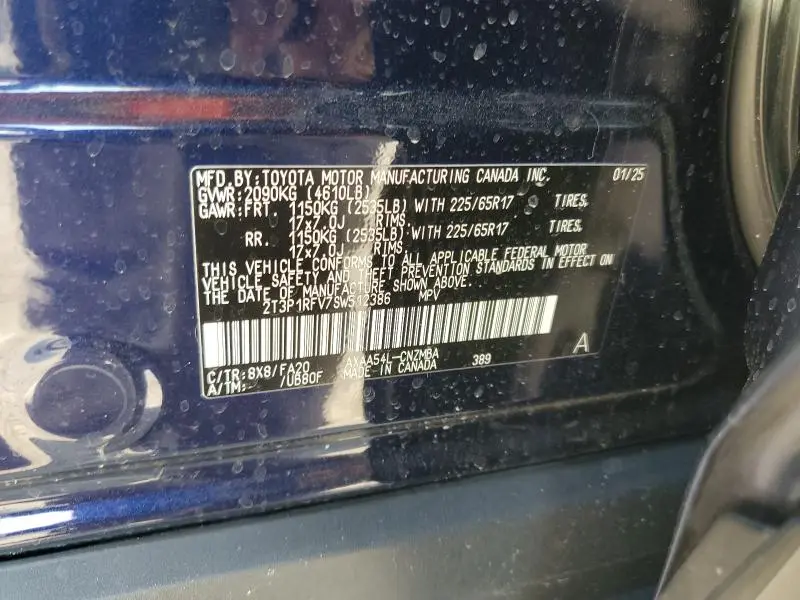 MFD. BY: TOYOTA MOTOR MANUFACTURING CANADA INC. 01/25
GVWR: 2090KG (4610LB)
GAWR: FRT. 1150KG (2535LB) WITH 225/65R17 TIRES.
17x7.0J RIMS
RR. 1150KG (2535LB) WITH 225/65R17 TIRES.
17x7.0J RIMS
THIS VEHICLE CONFORMS TO ALL APPLICABLE FEDERAL MOTOR
VEHICLE SAFETY AND THEFT PREVENTION STANDARDS IN EFFECT ON
THE DATE OF MANUFACTURE SHOWN ABOVE.
2T3P1RFV7SW512386 MPV
C/TR: 8X8/FA20 AXAA54L-CNZMBA 389 A
A/TM: /UB80F MADE IN CANADA